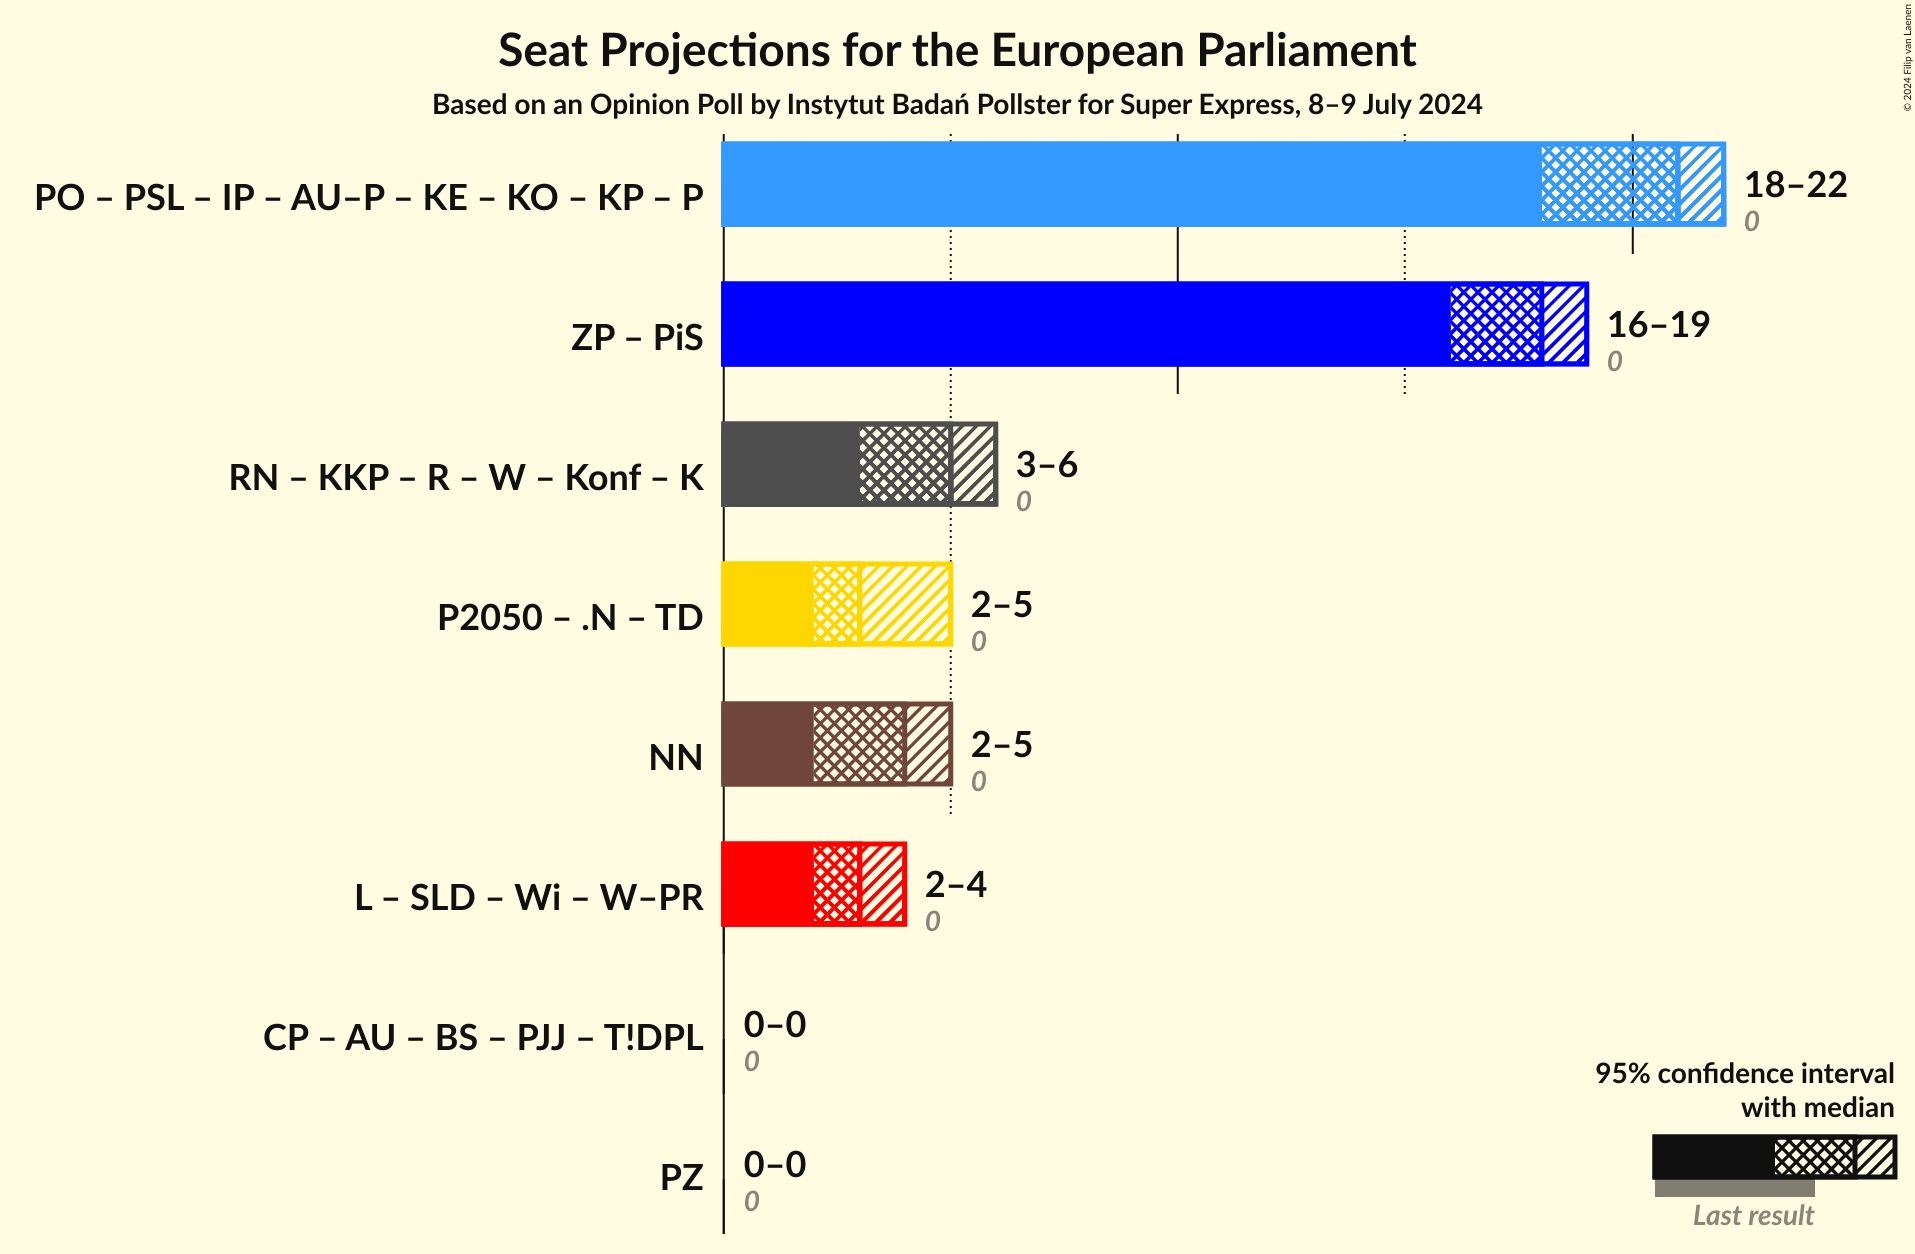 Seat Projections for the European Parliament
Based on an Opinion Poll by Instytut Badań Pollster for Super Express, 8–9 July 2024
© 2024 Filip van Laenen
PO – PSL – IP – AU–P – KE – KO – KP – P
18–22
0
ZP – PiS
16–19
0
RN – KKP – R – W – Konf – K
3–6
0
P2050 – .N – TD
2–5
0
NN
2–5
0
L – SLD – Wi – W–PR
2–4
0
CP – AU – BS – PJJ – T!DPL
0–0
0
PZ
0–0
0
95% confidence interval
with median
Last result